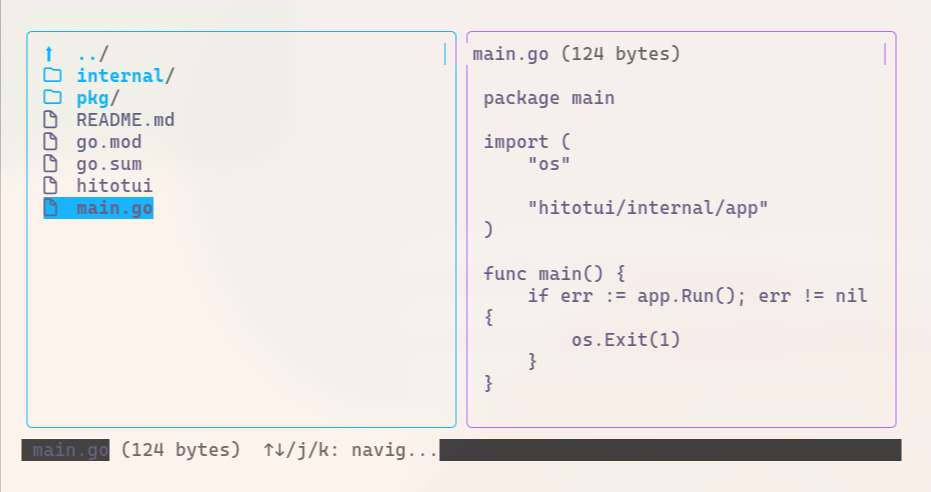 ../
internal/
pkg/
README.md
go.mod
go.sum
hitotui
main.go
main.go (124 bytes)
package main
import (
    "os"
    "hitotui/internal/app"
)
func main() {
    if err := app.Run(); err != nil
{
        os.Exit(1)
    }
}
main.go (124 bytes)  ↑↓/j/k: navig...